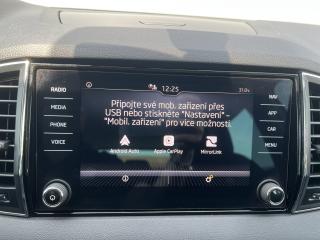 RADIO
12:25
NAV
MEDIA
APP
PHONE
CAR
VOICE
MENU
Připojte své mob. zařízení přes
USB nebo stiskněte "Nastavení" –
"Mobil. zařízení" pro více možností.
Android Auto
Apple CarPlay
MirrorLink